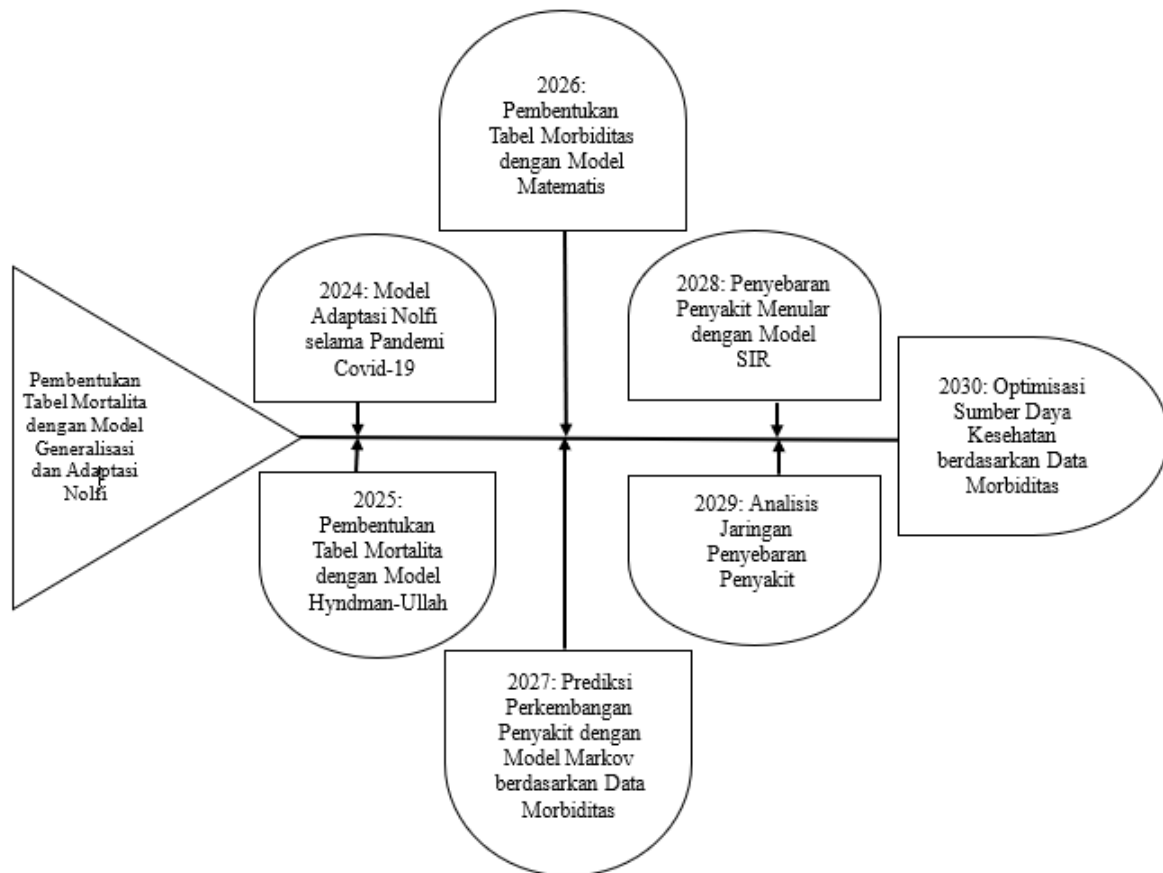 Pembentukan
Tabel Mortalita
dengan Model
Generalisasi
dan Adaptasi
Nolfi
2024: Model
Adaptasi Nolfi
selama Pandemi
Covid-19
2025:
Pembentukan
Tabel Mortalita
dengan Model
Hyndman-Ullah
2026:
Pembentukan
Tabel Morbiditas
dengan Model
Matematis
2027: Prediksi
Perkembangan
Penyakit dengan
Model Markov
berdasarkan Data
Morbiditas
2028: Penyebaran
Penyakit Menular
dengan Model
SIR
2029: Analisis
Jaringan
Penyebaran
Penyakit
2030: Optimisasi
Sumber Daya
Kesehatan
berdasarkan Data
Morbiditas